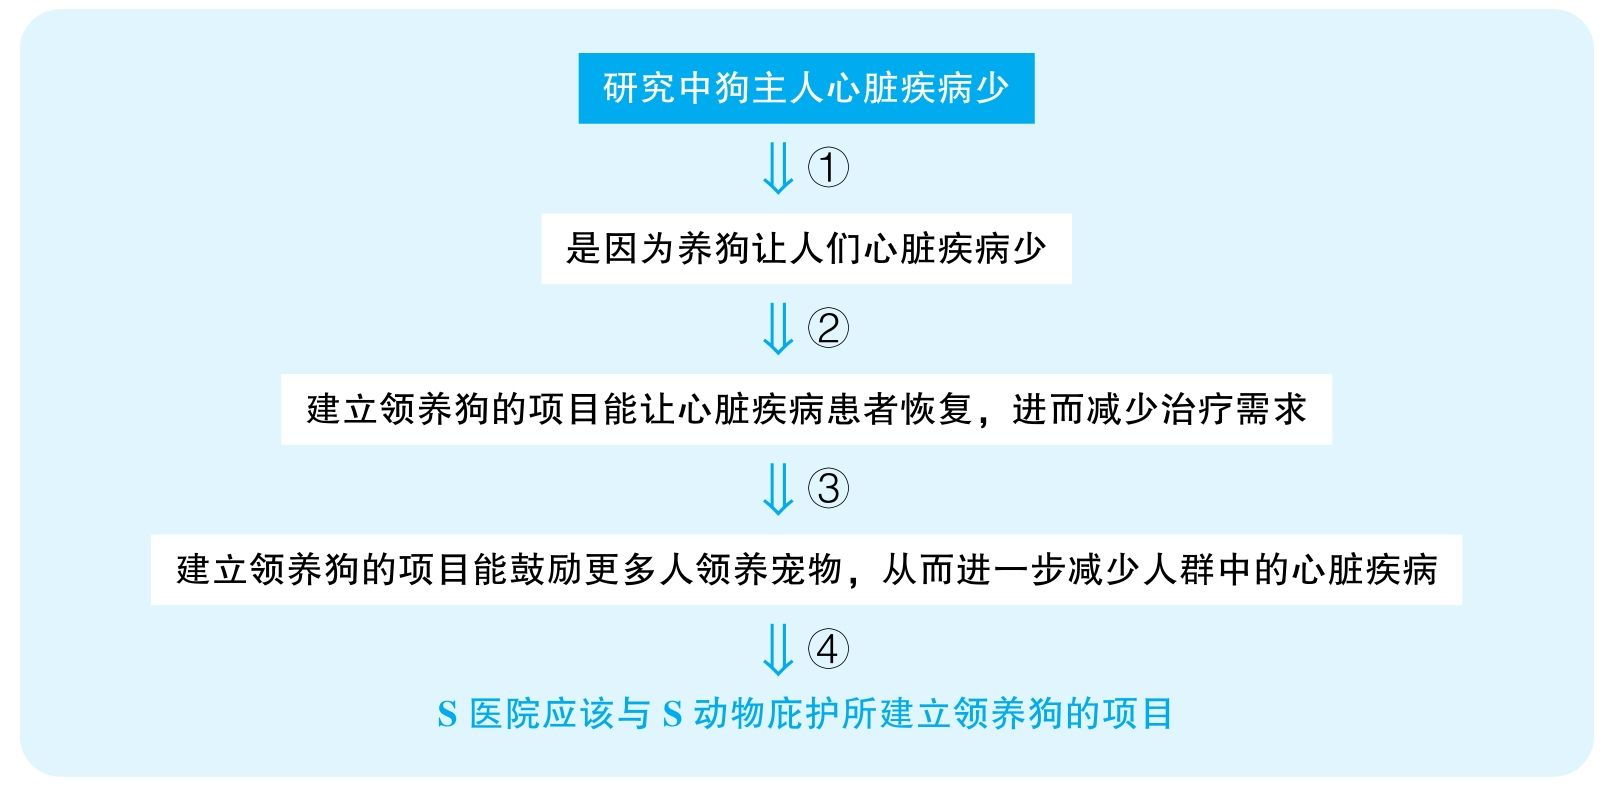 研究中狗主人心脏疾病少
①
是因为养狗让人们心脏疾病少
②
建立领养狗的项目能让心脏疾病患者恢复，进而减少治疗需求
③
建立领养狗的项目能鼓励更多人领养宠物，从而进一步减少人群中的心脏疾病
④
S 医院应该与 S 动物庇护所建立领养狗的项目